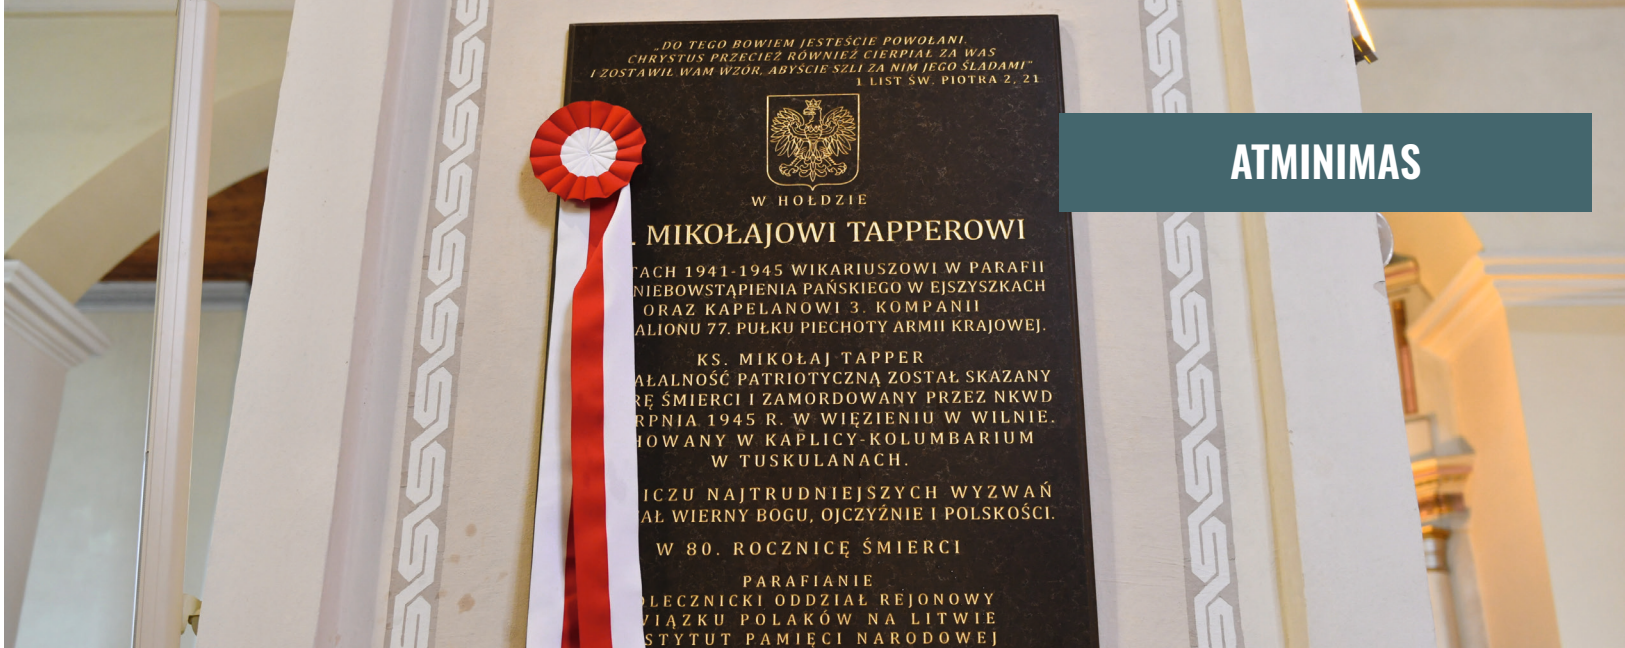 „DO TEGO BOWIEM JESTEŚCIE POWOŁANI.
CHRYSTUS PRZECIEŻ RÓWNIEŻ CIERPIAŁ ZA WAS
I ZOSTAWIŁ WAM WZÓR, ABYŚCIE SZLI ZA NIM JEGO ŚLADAMI"
1 LIST ŚW. PIOTRA 2, 21
ATMINIMAS
W HOŁDZIE
MIKOŁAJOWI TAPPEROWI
1941-1945 WIKARIUSZOWI W PARAFII
NIEBOWSTĄPIENIA PAŃSKIEGO W EJSZYSZKACH
ORAZ KAPELANOWI 3. KOMPANII
77. PUŁKU PIECHOTY ARMII KRAJOWEJ.
KS. MIKOŁAJ TAPPER
PATRIOTYCZNĄ ZOSTAŁ SKAZANY
ŚMIERCI I ZAMORDOWANY PRZEZ NKWD
1945 R. W WIĘZIENIU W WILNIE.
W KAPLICY-KOLUMBARIUM
W TUSKULANACH.
NAJTRUDNIEJSZYCH WYZWAŃ
WIERNY BOGU, OJCZYŹNIE I POLSKOŚCI.
W 80. ROCZNICĘ ŚMIERCI
PARAFIANIE
ODDZIAŁ REJONOWY
POLAKÓW NA LITWIE
PAMIĘCI NARODOWEJ